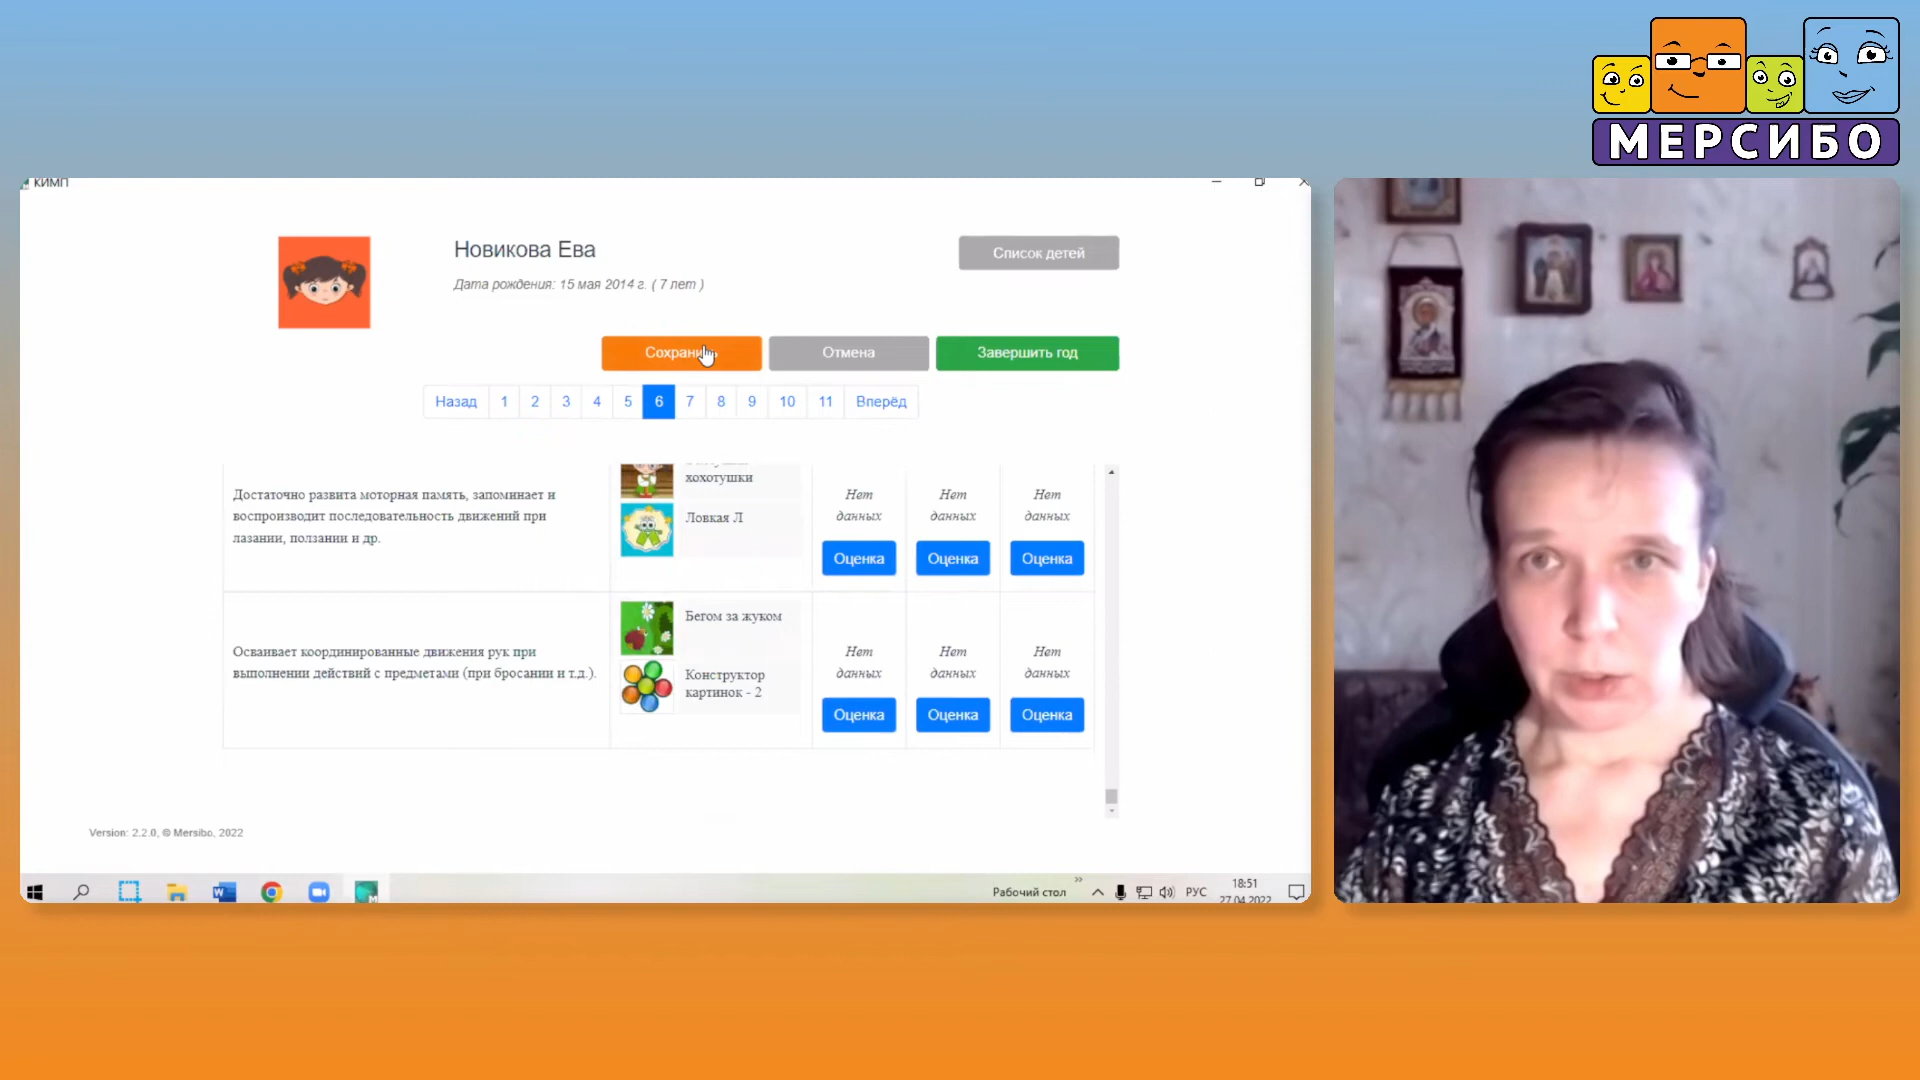 МЕРСИБО
КИМП
Новикова Ева
Список детей
Дата рождения: 15 мая 2014 г. ( 7 лет )
Отмена
Завершить год
Назад 1 2 3 4 5 6 7 8 9 10 11 Вперёд
хохотушки
Достаточно развита моторная память, запоминает и
воспроизводит последовательность движений при
лазании, ползании и др.
Ловкая Л
Нет данных
Нет данных
Нет данных
Оценка Оценка Оценка
Осваивает координированные движения рук при
выполнении действий с предметами (при бросании и т.д.).
Бегом за жуком
Конструктор
картинок - 2
Нет данных
Нет данных
Нет данных
Оценка Оценка Оценка
Version: 2.2.0, © Mersibo, 2022
Рабочий стол
РУС
18:51
27.04.2022